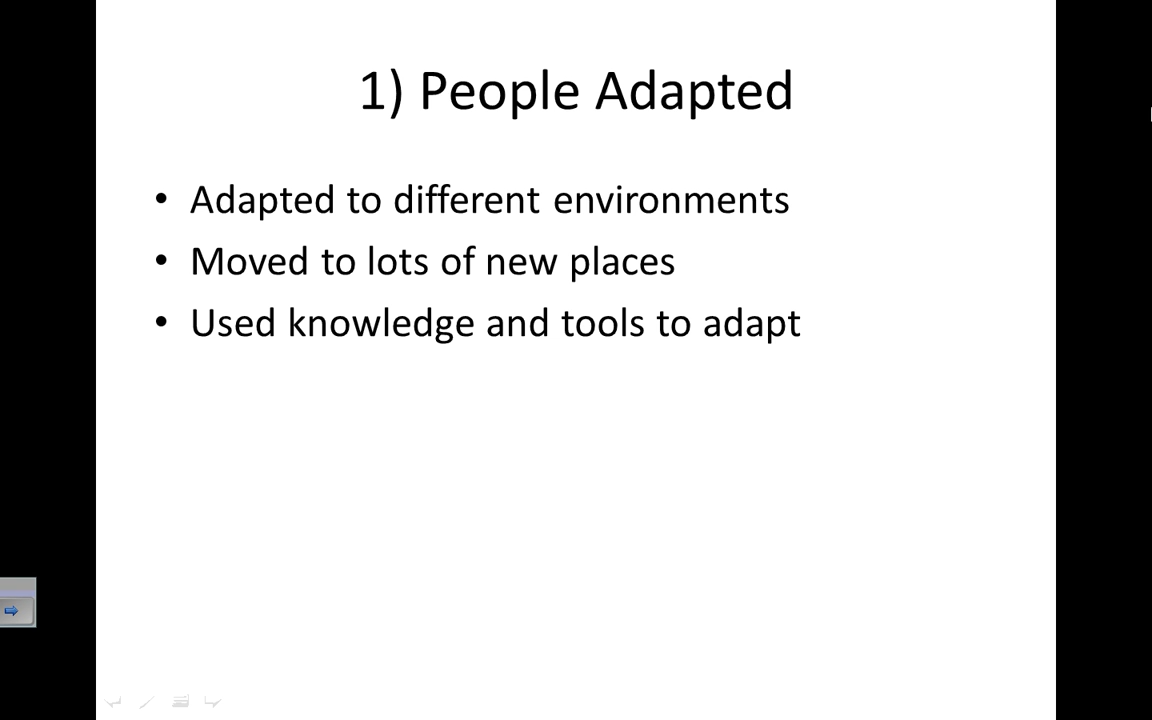 1) People Adapted
• Adapted to different environments
• Moved to lots of new places
• Used knowledge and tools to adapt